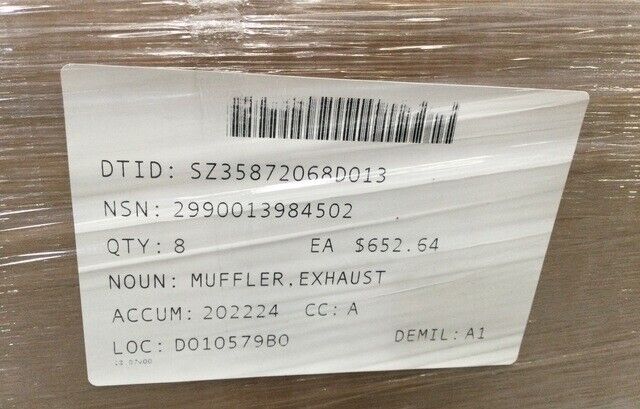 DTID: SZ35872068D013
NSN: 2990013984502
QTY: 8 EA $652.64
NOUN: MUFFLER.EXHAUST
ACCUM: 202224 CC: A
LOC: D010579B0 DEMIL: A1